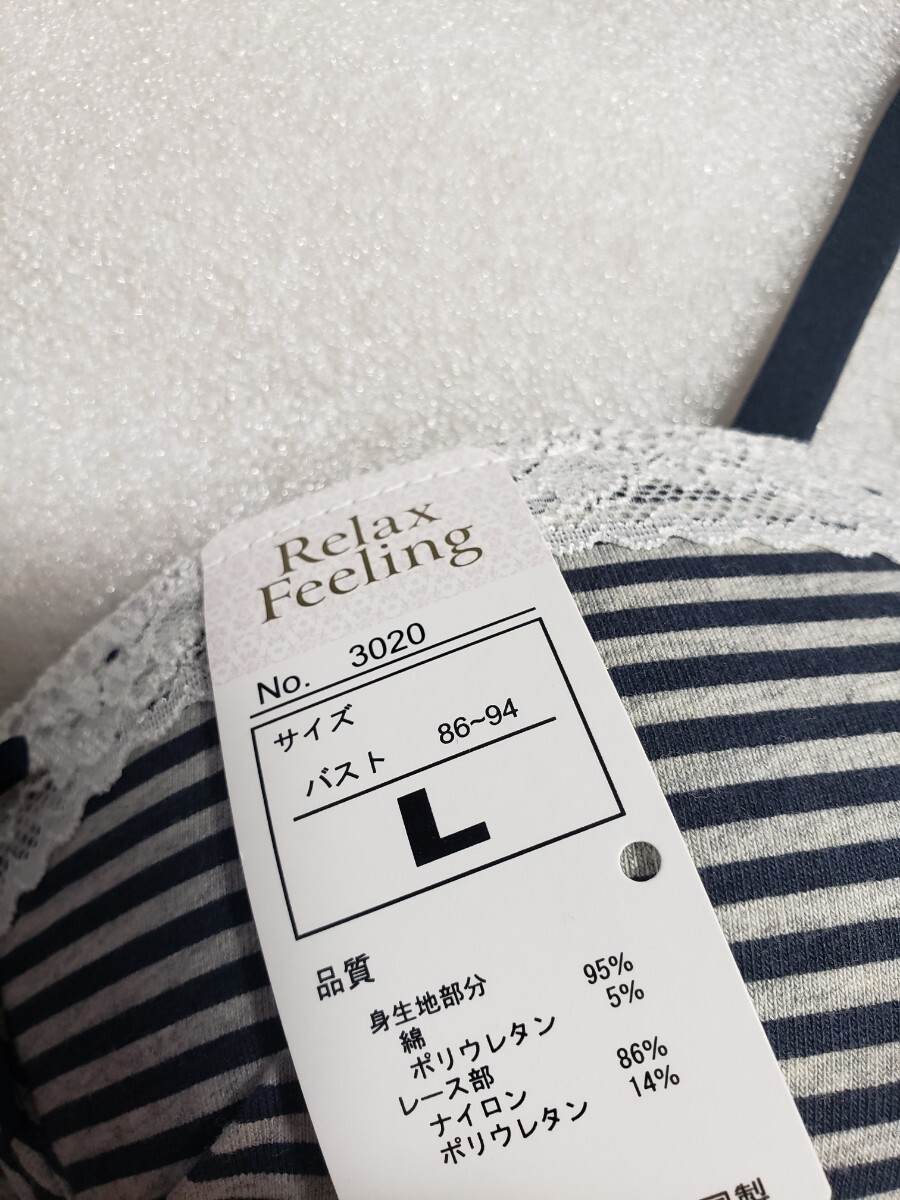 Relax
Feeling
No. 3020
サイズ
バスト 86~94
L
品質
身生地部分
綿 95%
ポリウレタン 5%
レース部
ナイロン 86%
ポリウレタン 14%